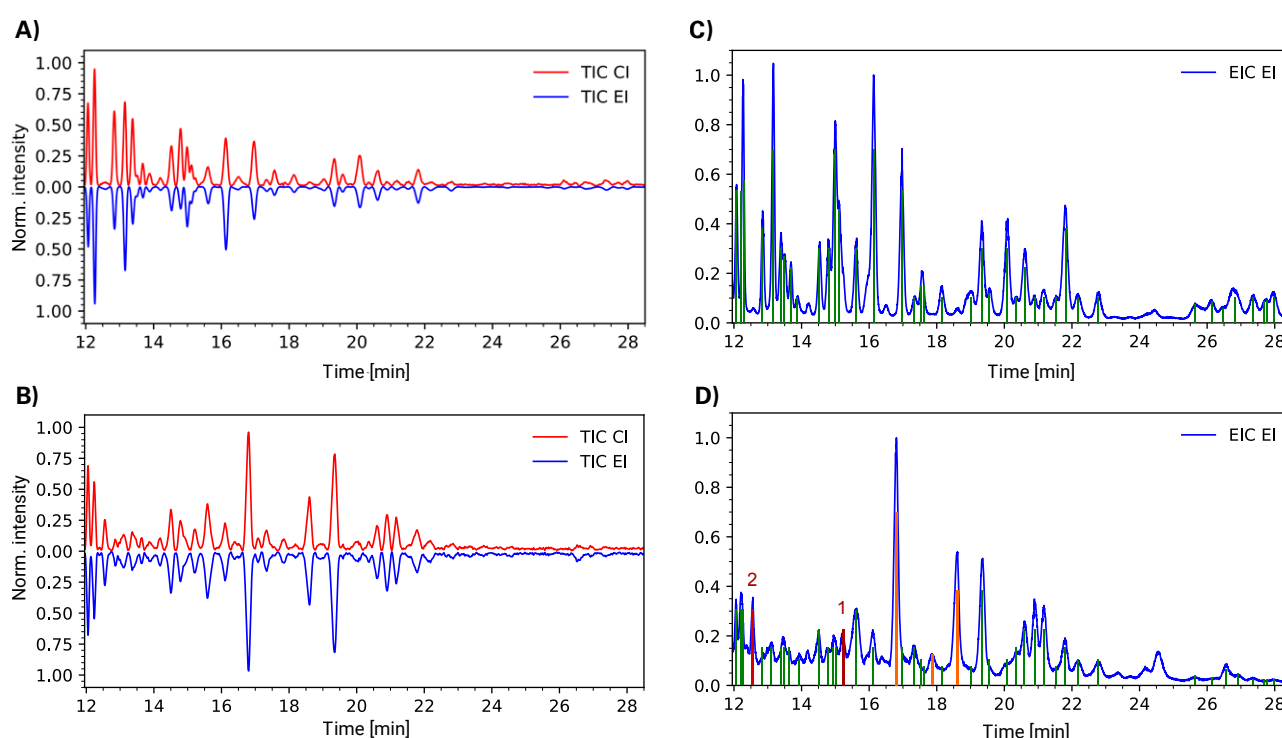 A)
TIC CI
TIC EI
Norm. intensity
1.00
0.75
0.50
0.25
0.00
0.25
0.50
0.75
1.00
12 14 16 18 20 22 24 26 28
Time [min]
C)
EIC EI
1.0
0.8
0.6
0.4
0.2
0.0
12 14 16 18 20 22 24 26 28
Time [min]
B)
TIC CI
TIC EI
Norm. intensity
1.00
0.75
0.50
0.25
0.00
0.25
0.50
0.75
1.00
12 14 16 18 20 22 24 26 28
Time [min]
D)
EIC EI
1.0
0.8
0.6
0.4
0.2
0.0
2
1
12 14 16 18 20 22 24 26 28
Time [min]